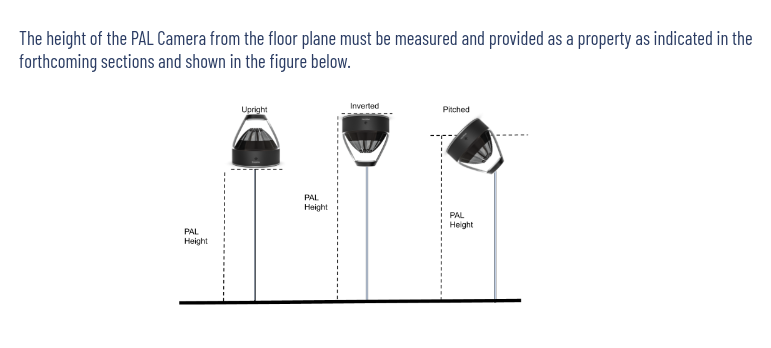 The height of the PAL Camera from the floor plane must be measured and provided as a property as indicated in the
forthcoming sections and shown in the figure below.
Upright
Inverted
Pitched
PAL
Height
PAL
Height
PAL
Height